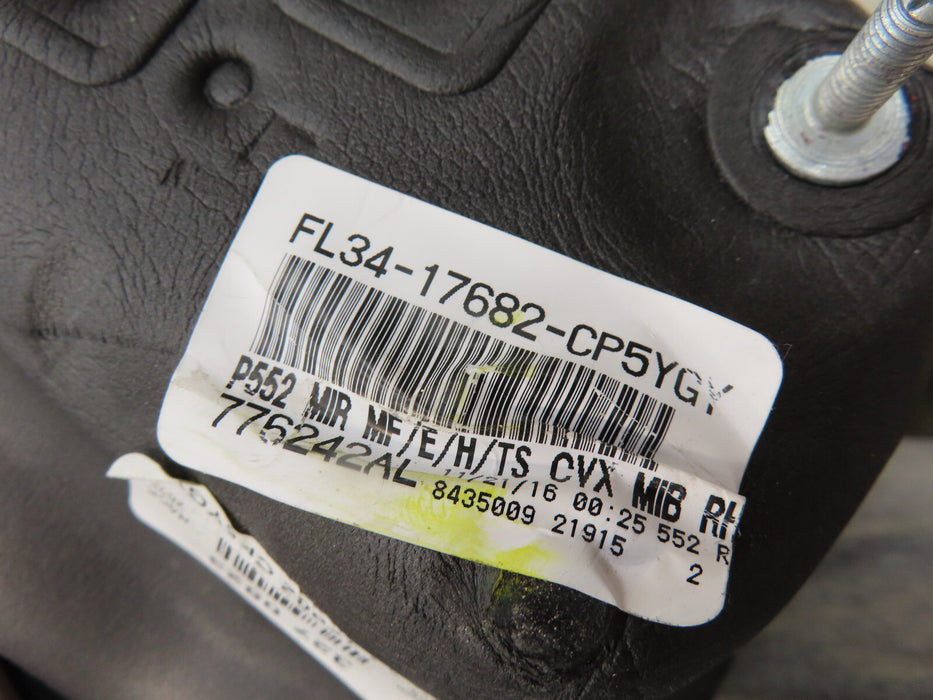 FL34-17682-CP5YGY
P552 MIR MF/E/H/TS CVX MIB RH
776242AL 11/21/16 00:25 552 R
8435009 21915
2